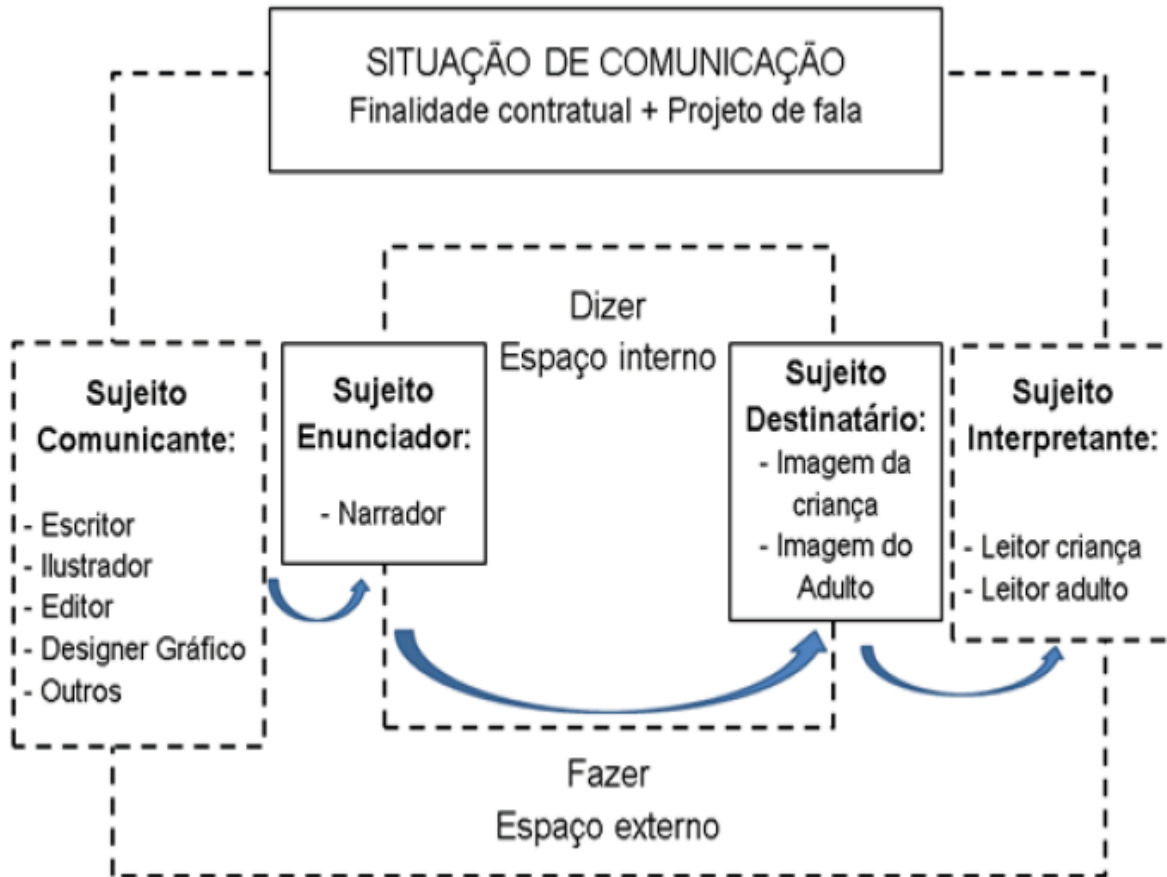 SITUAÇÃO DE COMUNICAÇÃO
Finalidade contratual + Projeto de fala
Dizer
Espaço interno
Sujeito
Comunicante:
- Escritor
- Ilustrador
- Editor
- Designer Gráfico
- Outros
Sujeito
Enunciador:
- Narrador
Sujeito
Destinatário:
- Imagem da
criança
- Imagem do
Adulto
Sujeito
Interpretante:
- Leitor criança
- Leitor adulto
Fazer
Espaço externo